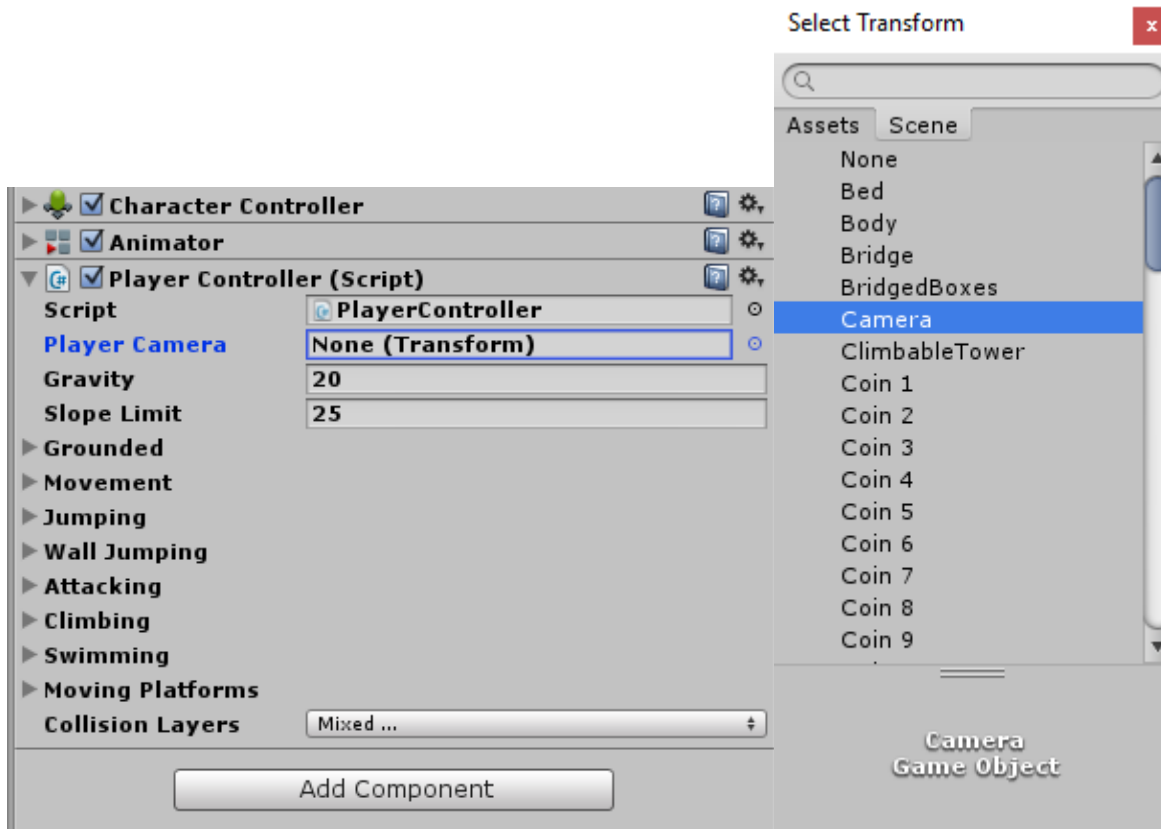 Select Transform
x
Assets Scene
None
Bed
Body
Bridge
BridgedBoxes
Camera
ClimbableTower
Coin 1
Coin 2
Coin 3
Coin 4
Coin 5
Coin 6
Coin 7
Coin 8
Coin 9
Camera
Game Object
Character Controller
Animator
Player Controller (Script)
Script PlayerController
Player Camera None (Transform)
Gravity 20
Slope Limit 25
Grounded
Movement
Jumping
Wall Jumping
Attacking
Climbing
Swimming
Moving Platforms
Collision Layers Mixed ...
Add Component